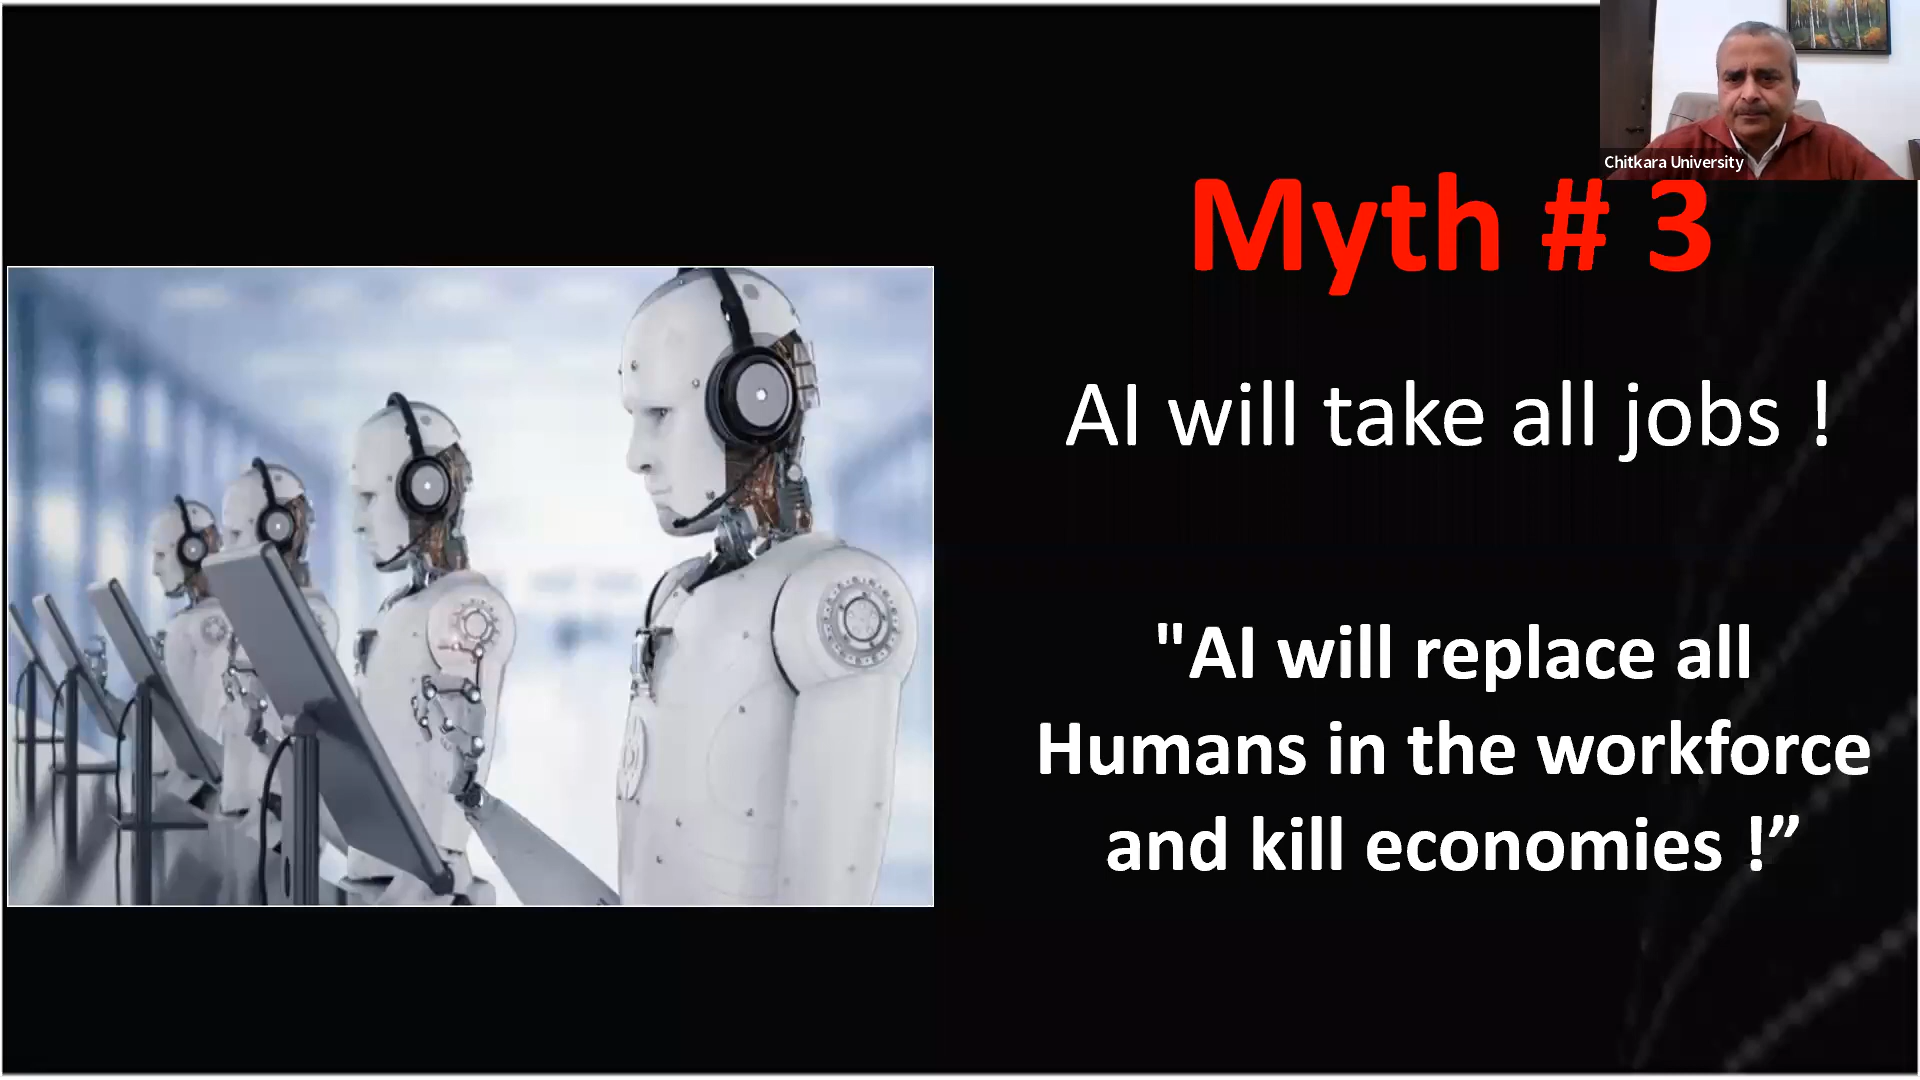 Chitkara University
Myth # 3
AI will take all jobs !
"AI will replace all
Humans in the workforce
and kill economies !”